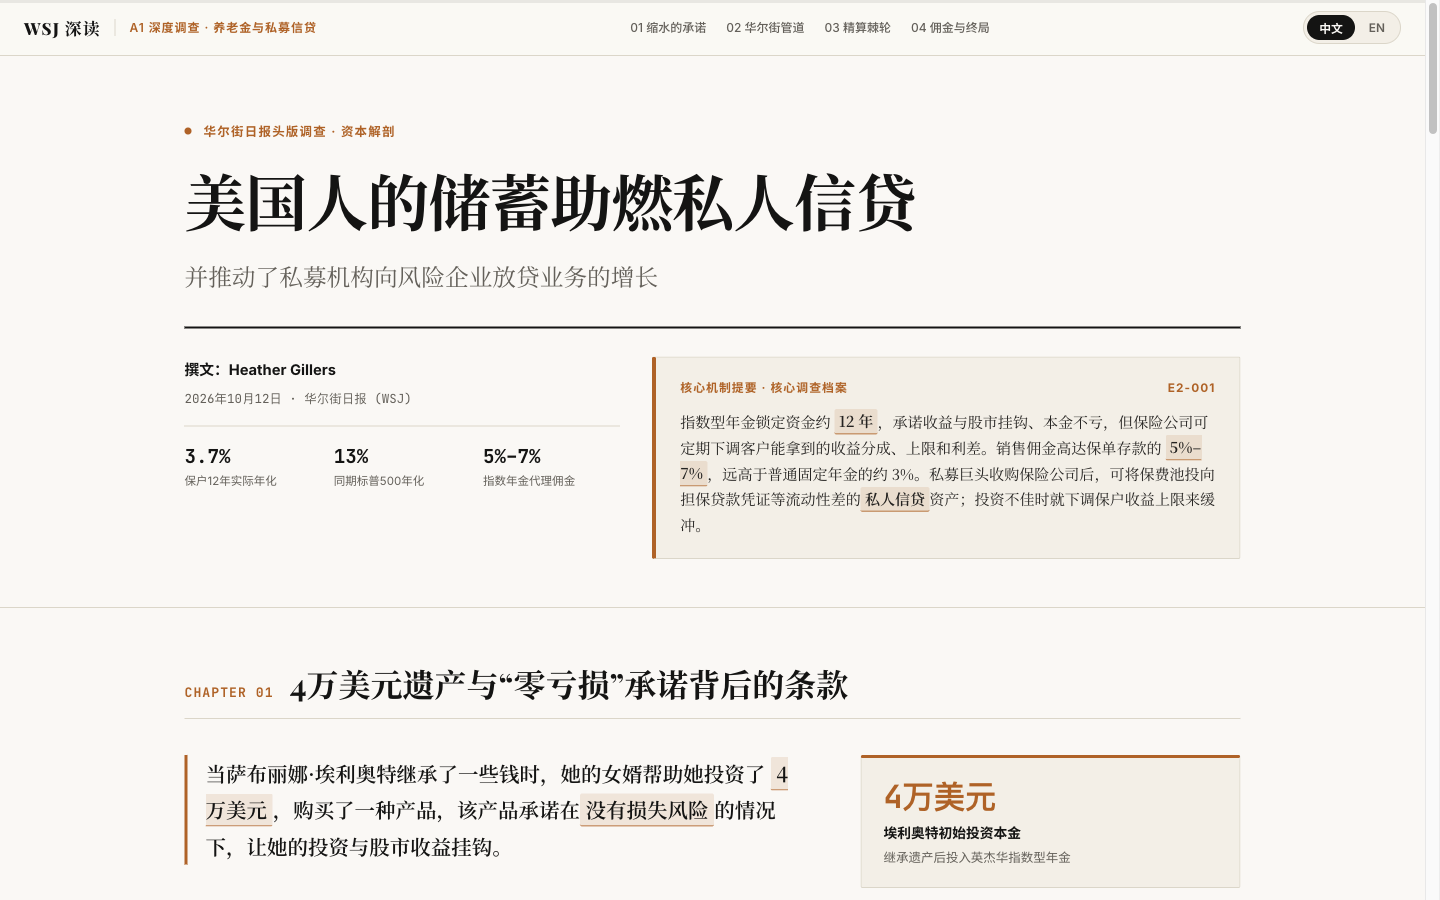 WSJ 深读
A1 深度调查 · 养老金与私募信贷
01 缩水的承诺 02 华尔街管道 03 精算棘轮 04 佣金与终局
中文 EN
华尔街日报头版调查 · 资本解剖
美国人的储蓄助燃私人信贷
并推动了私募机构向风险企业放贷业务的增长
撰文：Heather Gillers
2026年10月12日 · 华尔街日报 (WSJ)
3.7%
保户12年实际年化
13%
同期标普500年化
5%–7%
指数年金代理佣金
核心机制提要 · 核心调查档案 E2-001
指数型年金锁定资金约 12 年，承诺收益与股市挂钩、本金不亏，但保险公司可
定期下调客户能拿到的收益分成、上限和利差。销售佣金高达保单存款的 5%–
7%，远高于普通固定年金的约 3%。私募巨头收购保险公司后，可将保费池投向
担保贷款凭证等流动性差的 私人信贷 资产；投资不佳时就下调保户收益上限来缓
冲。
CHAPTER 01 4万美元遗产与“零亏损”承诺背后的条款
当萨布丽娜·埃利奥特继承了一些钱时，她的女婿帮助她投资了 4
万美元，购买了一种产品，该产品承诺在 没有损失风险 的情况
下，让她的投资与股市收益挂钩。
4万美元
埃利奥特初始投资本金
继承遗产后投入英杰华指数型年金